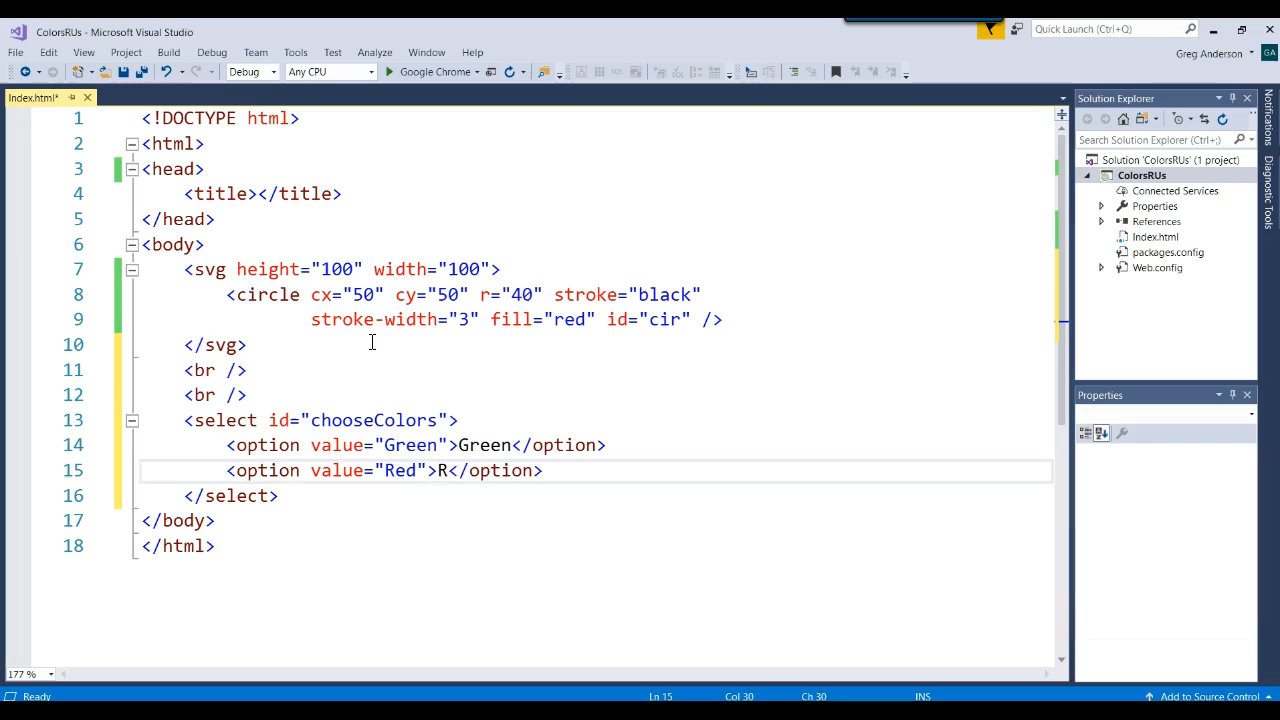 ColorsRUs - Microsoft Visual Studio
Quick Launch (Ctrl+Q)
File Edit View Project Build Debug Team Tools Test Analyze Window Help
Greg Anderson GA
Debug Any CPU Google Chrome
Index.html*
1 <!DOCTYPE html>
2 <html>
3 <head>
4 <title></title>
5 </head>
6 <body>
7 <svg height="100" width="100">
8 <circle cx="50" cy="50" r="40" stroke="black"
9 stroke-width="3" fill="red" id="cir" />
10 </svg>
11 <br />
12 <br />
13 <select id="chooseColors">
14 <option value="Green">Green</option>
15 <option value="Red">R</option>
16 </select>
17 </body>
18 </html>
177 %
Solution Explorer
Search Solution Explorer (Ctrl+;)
Solution 'ColorsRUs' (1 project)
ColorsRUs
Connected Services
Properties
References
Index.html
packages.config
Web.config
Properties
Notifications
Diagnostic Tools
Ready Ln 15 Col 30 Ch 30 INS Add to Source Control